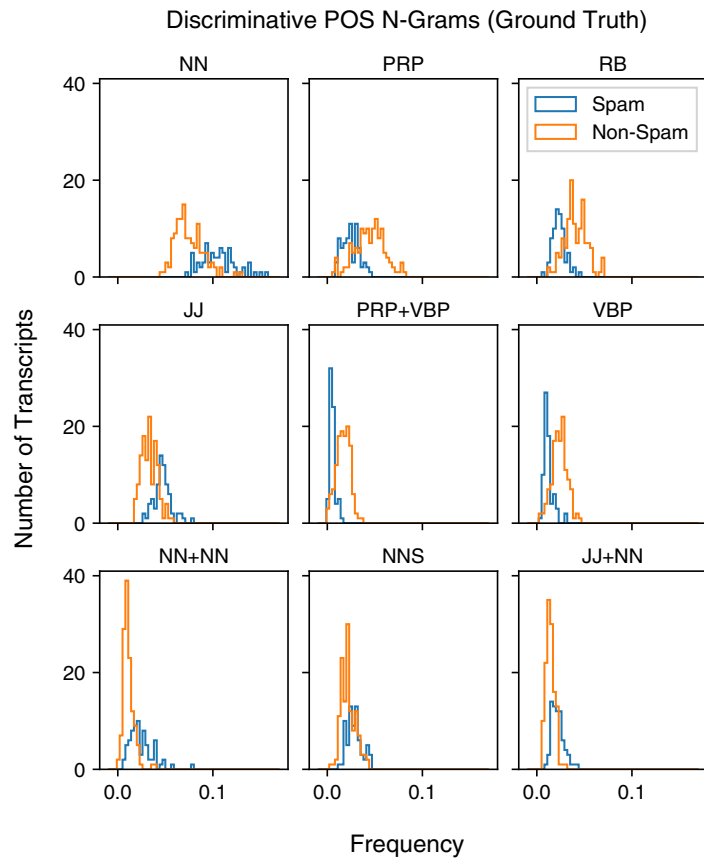 Discriminative POS N-Grams (Ground Truth)
NN
PRP
RB
40
20
0
Spam
Non-Spam
JJ
PRP+VBP
VBP
40
20
0
Number of Transcripts
NN+NN
NNS
JJ+NN
40
20
0
0.0
0.1
0.0
0.1
0.0
0.1
Frequency